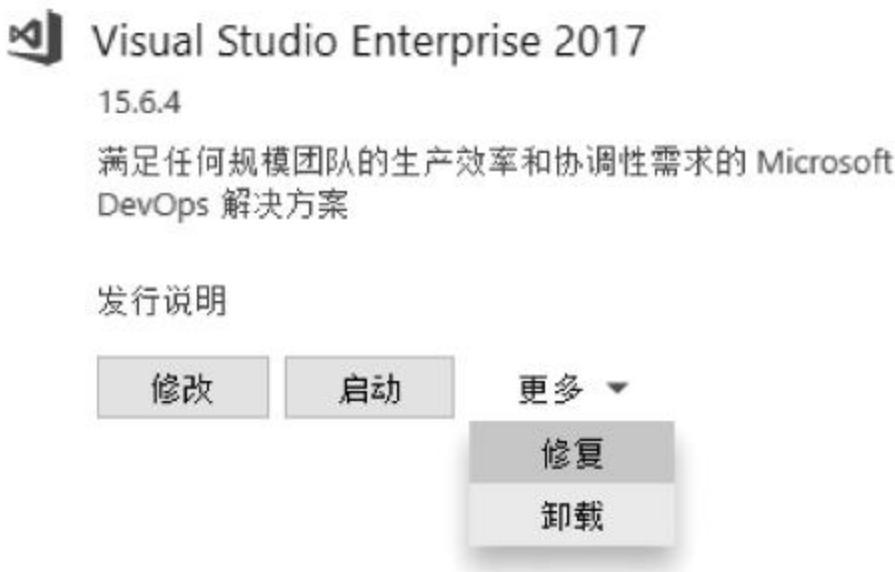 Visual Studio Enterprise 2017
15.6.4
满足任何规模团队的生产效率和协调性需求的 Microsoft
DevOps 解决方案
发行说明
修改 启动 更多
修复
卸载